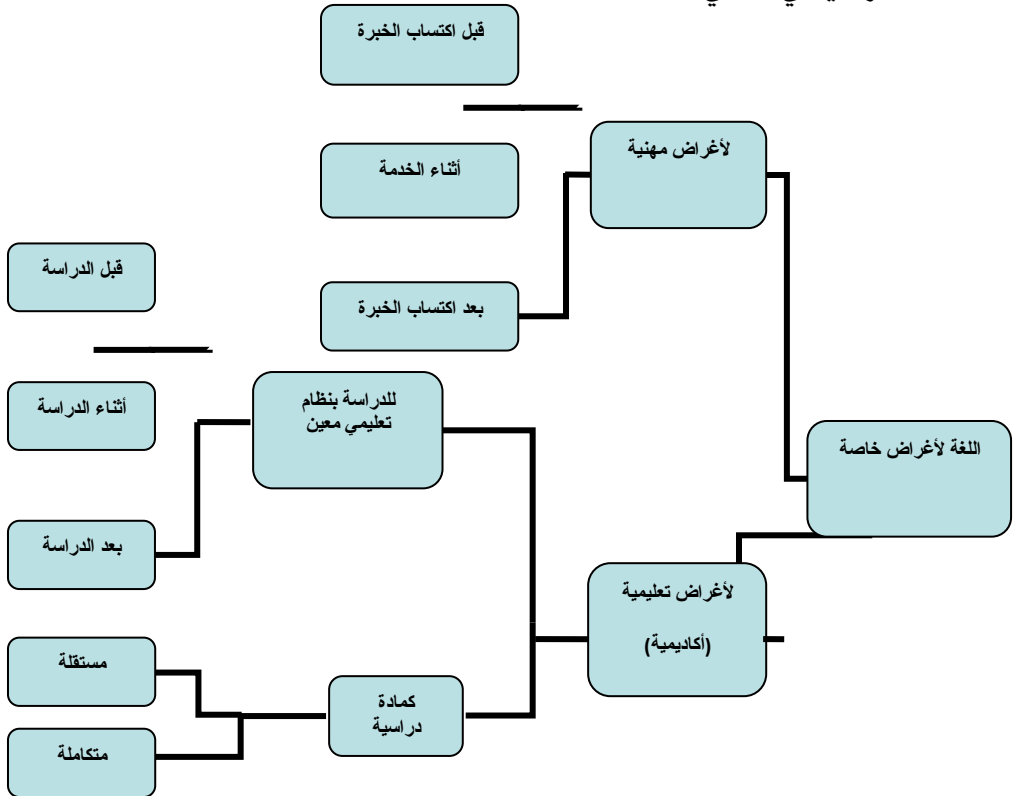 قبل اكتساب الخبرة
لأغراض مهنية
أثناء الخدمة
قبل الدراسة
بعد اكتساب الخبرة
للدراسة بنظام
تعليمي معين
أثناء الدراسة
اللغة لأغراض خاصة
بعد الدراسة
لأغراض تعليمية
(أكاديمية)
مستقلة
كمادة
دراسية
متكاملة